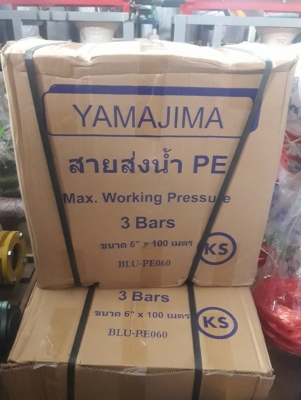 YAMAJIMA
สายส่งน้ำ PE
Max. Working Pressure
3 Bars
ขนาด 6" x 100 เมตร
KS
BLU-PE060
3 Bars
ขนาด 6" x 100 เมตร
KS
BLU-PE060